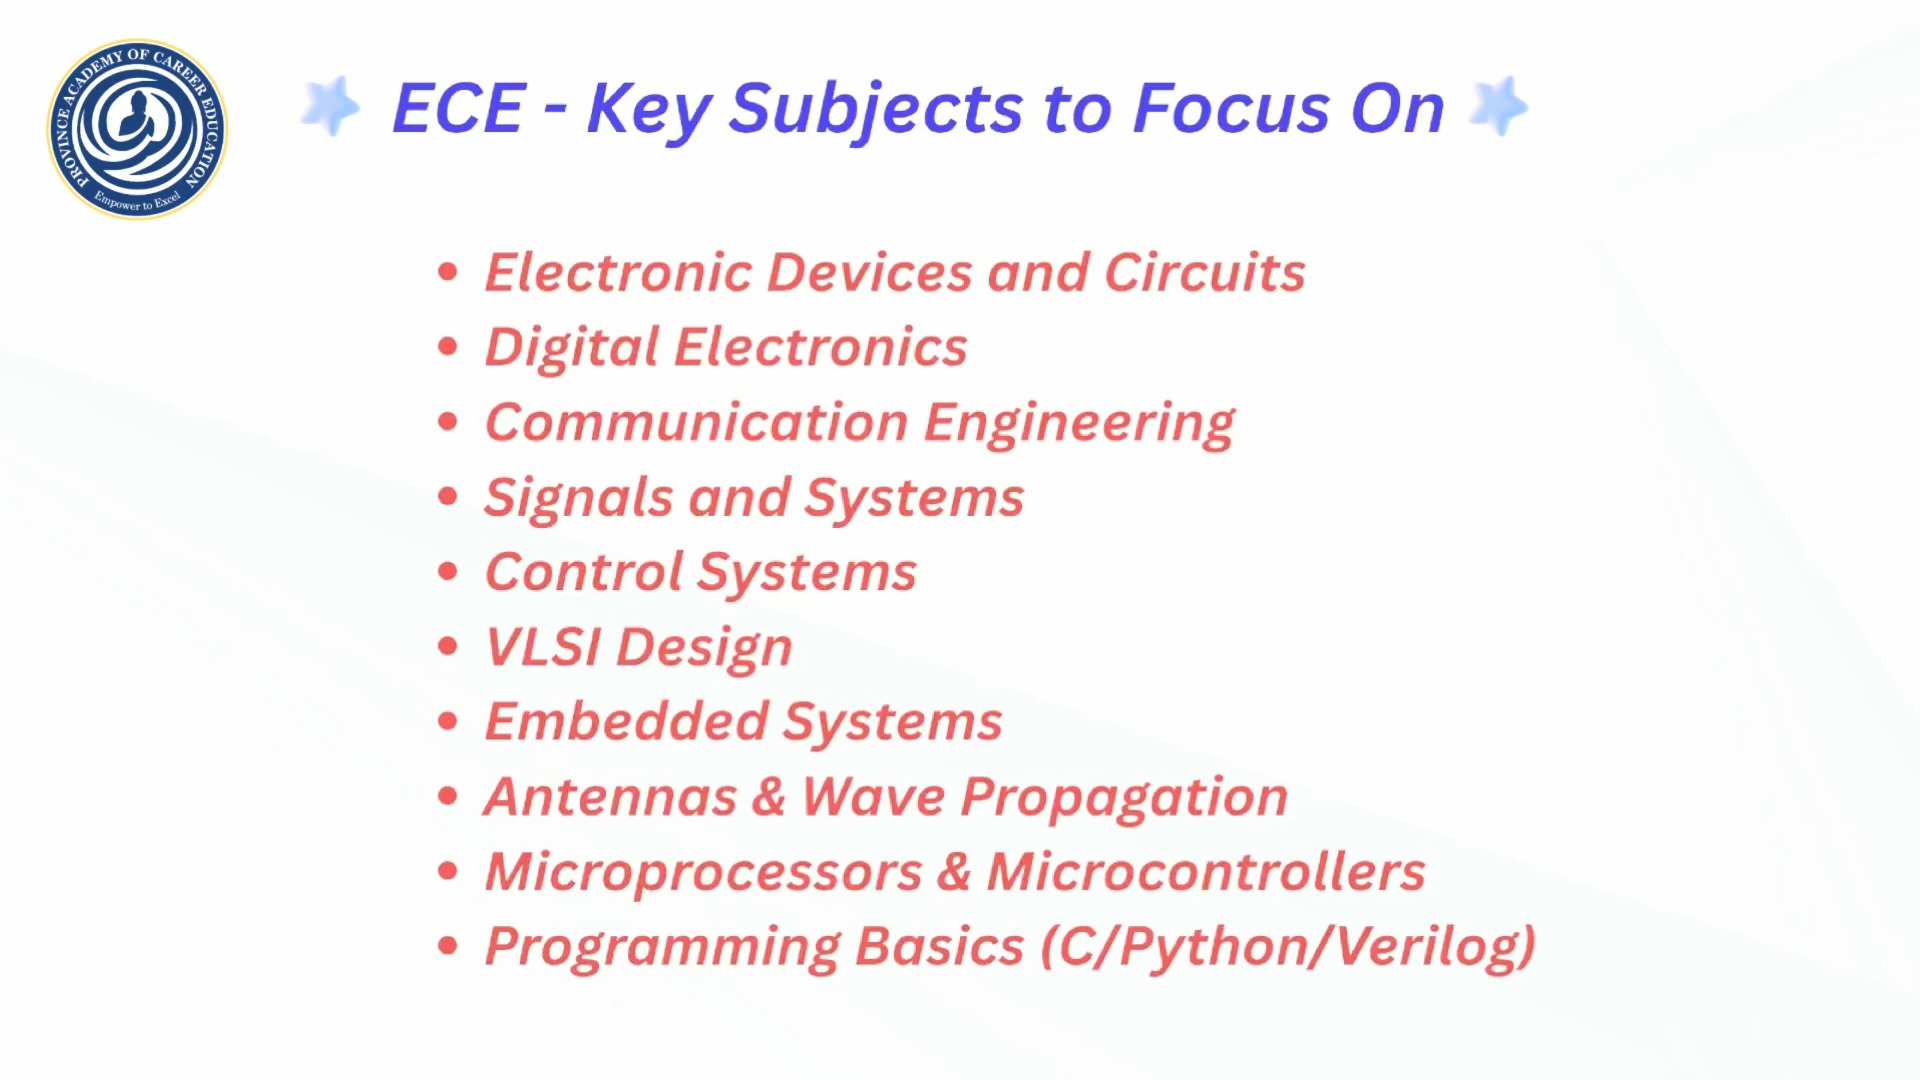 PROVINCE ACADEMY OF CAREER EDUCATION
Empower to Excel
ECE - Key Subjects to Focus On
• Electronic Devices and Circuits
• Digital Electronics
• Communication Engineering
• Signals and Systems
• Control Systems
• VLSI Design
• Embedded Systems
• Antennas & Wave Propagation
• Microprocessors & Microcontrollers
• Programming Basics (C/Python/Verilog)